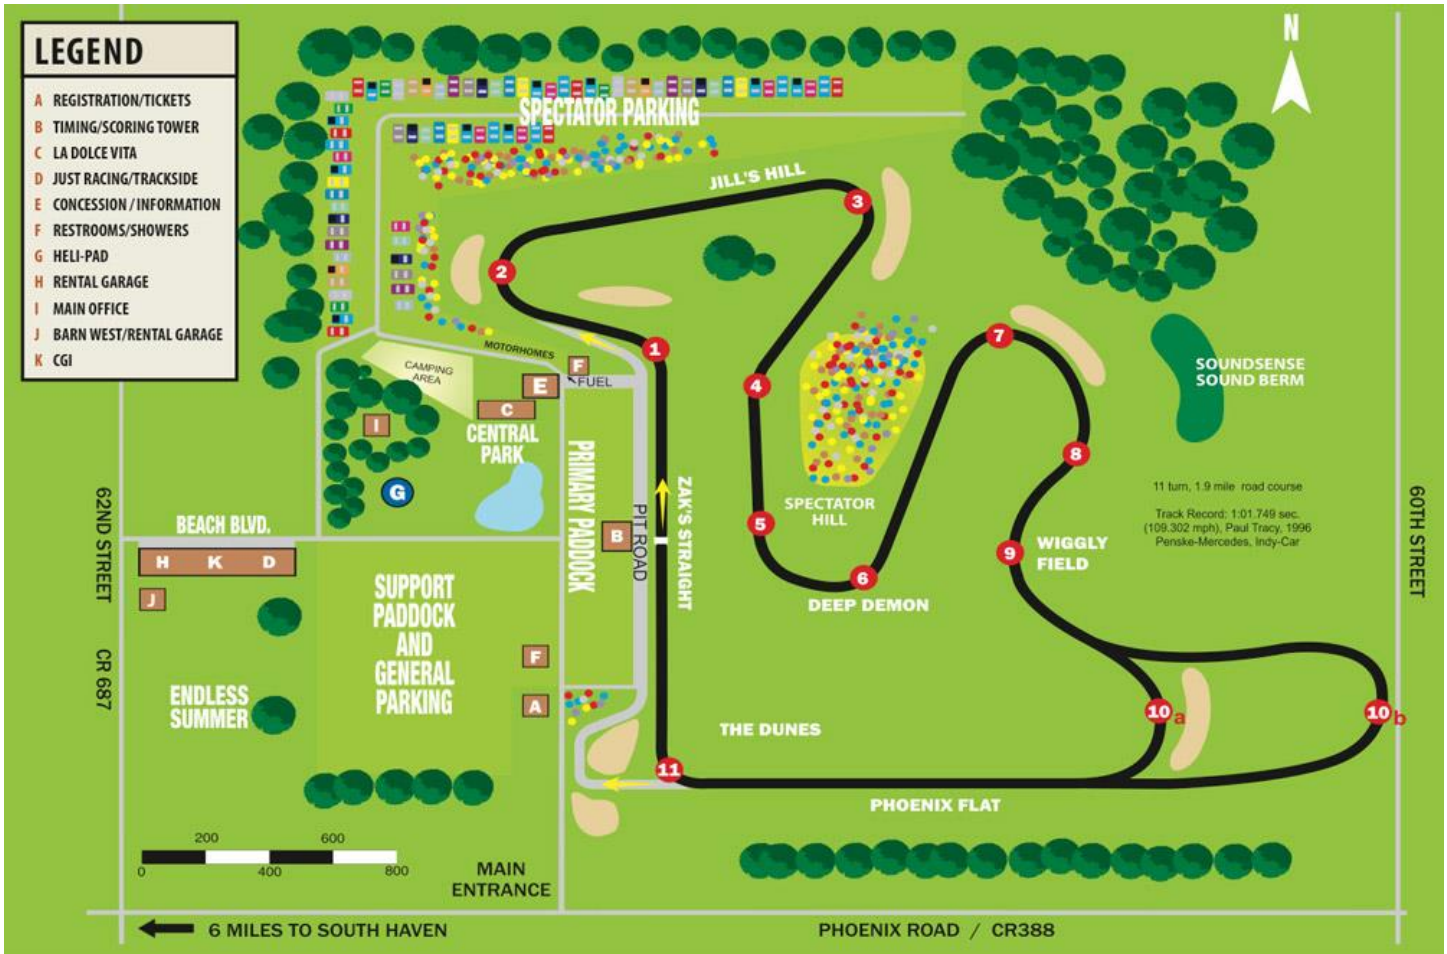 LEGEND
A REGISTRATION/TICKETS
B TIMING/SCORING TOWER
C LA DOLCE VITA
D JUST RACING/TRACKSIDE
E CONCESSION / INFORMATION
F RESTROOMS/SHOWERS
G HELI-PAD
H RENTAL GARAGE
I MAIN OFFICE
J BARN WEST/RENTAL GARAGE
K CGI
N
SPECTATOR PARKING
JILL'S HILL
3
2
1
7
MOTORHOMES
CAMPING
AREA
F
FUEL
E
C
I
CENTRAL
PARK
G
4
SOUNDSENSE
SOUND BERM
8
PRIMARY PADDOCK
PIT ROAD
ZAK'S STRAIGHT
B
SPECTATOR
HILL
5
11 turn, 1.9 mile road course
Track Record: 1:01.749 sec.
(109.302 mph), Paul Tracy, 1996
Penske-Mercedes, Indy-Car
62ND STREET
60TH STREET
BEACH BLVD.
H K D
J
9
WIGGLY
FIELD
6
DEEP DEMON
SUPPORT
PADDOCK
AND
GENERAL
PARKING
CR 687
ENDLESS
SUMMER
F
A
THE DUNES
10 a
10 b
11
PHOENIX FLAT
200 600
0 400 800
MAIN
ENTRANCE
6 MILES TO SOUTH HAVEN
PHOENIX ROAD / CR388